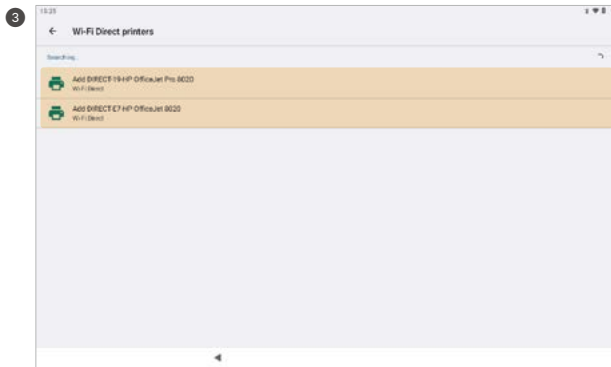 3
15:25
Wi-Fi Direct printers
Searching...
Add DIRECT-19-HP OfficeJet Pro 8020
Wi-Fi Direct
Add DIRECT-E7-HP OfficeJet 8020
Wi-Fi Direct